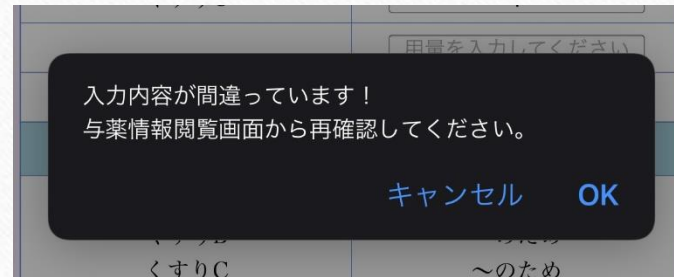 用量を入力してください
入力内容が間違っています！
与薬情報閲覧画面から再確認してください。
キャンセル OK
くすりC ～のため